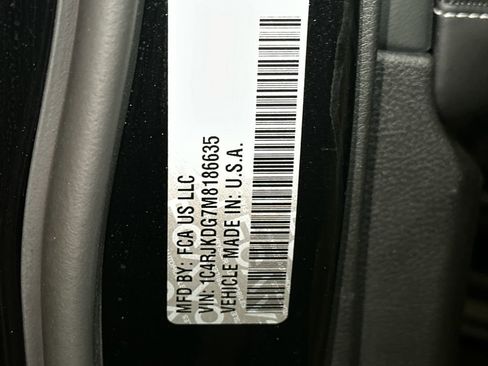 MFD BY: FCA US LLC
VIN: 1C4RJKDG7M8186635
VEHICLE MADE IN: U.S.A.